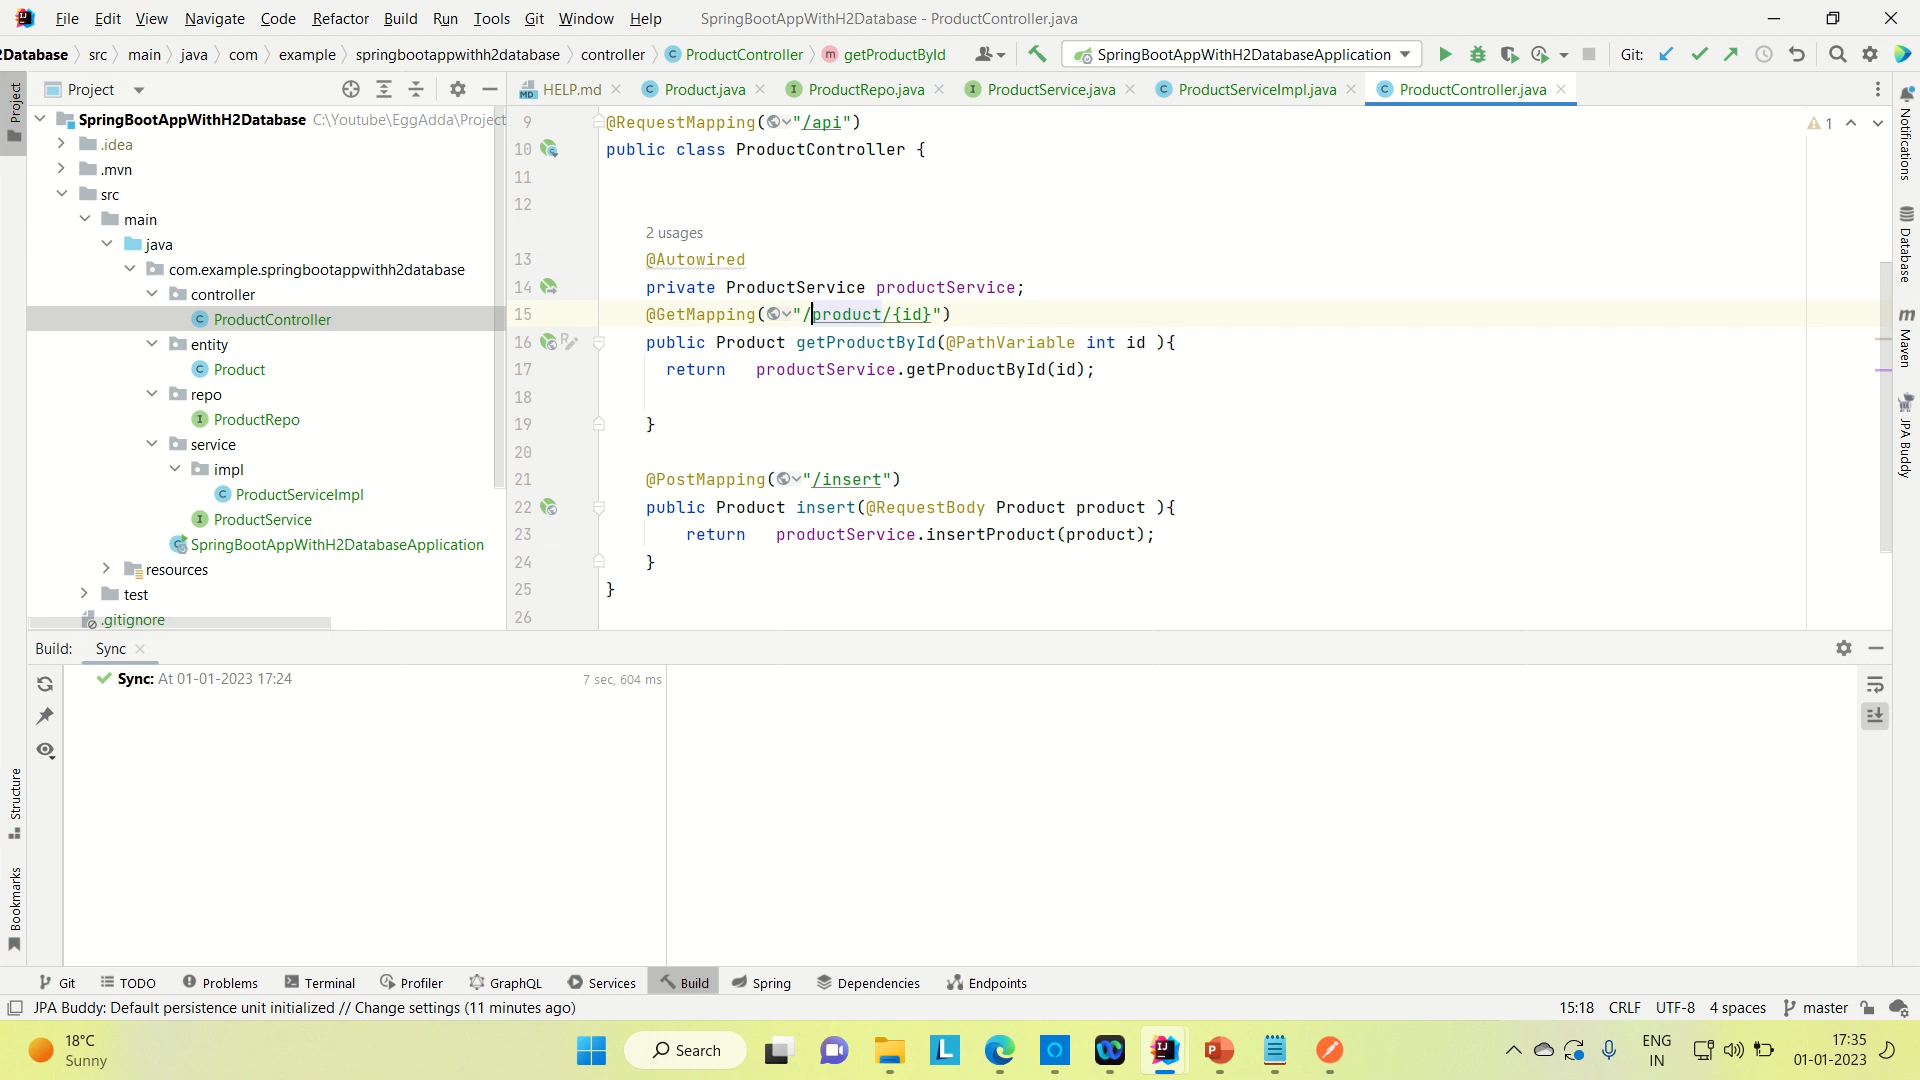 File Edit View Navigate Code Refactor Build Run Tools Git Window Help SpringBootAppWithH2Database - ProductController.java
2Database src main java com example springbootappwithh2database controller ProductController getProductById SpringBootAppWithH2DatabaseApplication Git:
Project
HELP.md Product.java ProductRepo.java ProductService.java ProductServiceImpl.java ProductController.java
SpringBootAppWithH2Database C:\Youtube\EggAdda\Project
.idea
.mvn
src
main
java
com.example.springbootappwithh2database
controller
ProductController
entity
Product
repo
ProductRepo
service
impl
ProductServiceImpl
ProductService
SpringBootAppWithH2DatabaseApplication
resources
test
.gitignore
9 @RequestMapping("/api")
10 public class ProductController {
11
12
2 usages
13 @Autowired
14 private ProductService productService;
15 @GetMapping("/product/{id}")
16 public Product getProductById(@PathVariable int id ){
17 return productService.getProductById(id);
18
19 }
20
21 @PostMapping("/insert")
22 public Product insert(@RequestBody Product product ){
23 return productService.insertProduct(product);
24 }
25 }
26
1
Project
Structure
Bookmarks
Notifications
Database
m Maven
JPA Buddy
Build: Sync
Sync: At 01-01-2023 17:24 7 sec, 604 ms
Git TODO Problems Terminal Profiler GraphQL Services Build Spring Dependencies Endpoints
JPA Buddy: Default persistence unit initialized // Change settings (11 minutes ago) 15:18 CRLF UTF-8 4 spaces master
18°C
Sunny
Search
ENG
IN
17:35
01-01-2023